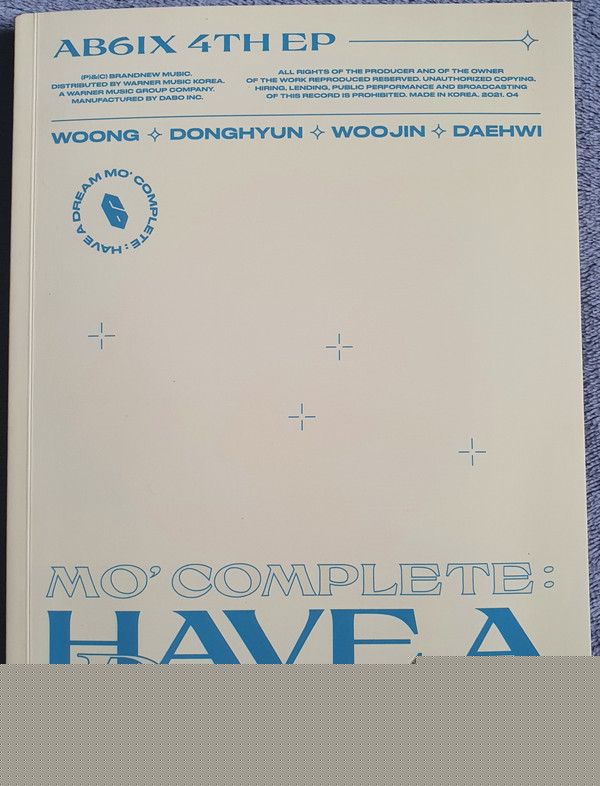 AB6IX 4TH EP
(P)&(C) BRANDNEW MUSIC.
DISTRIBUTED BY WARNER MUSIC KOREA.
A WARNER MUSIC GROUP COMPANY.
MANUFACTURED BY DABO INC.
ALL RIGHTS OF THE PRODUCER AND OF THE OWNER
OF THE WORK REPRODUCED RESERVED. UNAUTHORIZED COPYING,
HIRING, LENDING, PUBLIC PERFORMANCE AND BROADCASTING
OF THIS RECORD IS PROHIBITED. MADE IN KOREA. 2021. 04
WOONG DONGHYUN WOOJIN DAEHWI
MO' COMPLETE: HAVE A DREAM
6
MO' COMPLETE:
HAVE A